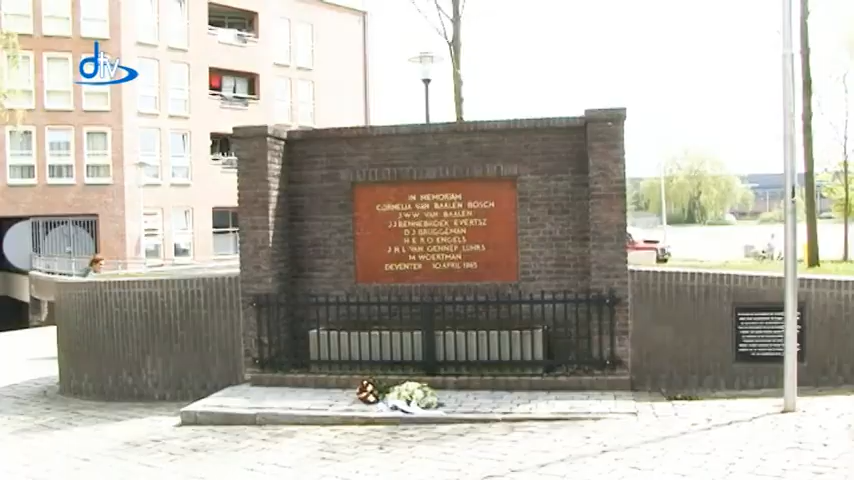 dtv
IN MEMORIAM
CORNELIA VAN BAALEN BOSCH
J.W.W. VAN BAALEN
J.J. BENNEBROEK EVERTSZ
D.J. BRUGGEMAN
H.E.O. ENGELS
J.H.L. VAN GENNEP LUHRS
M. WOERTMAN
DEVENTER 10 APRIL 1945